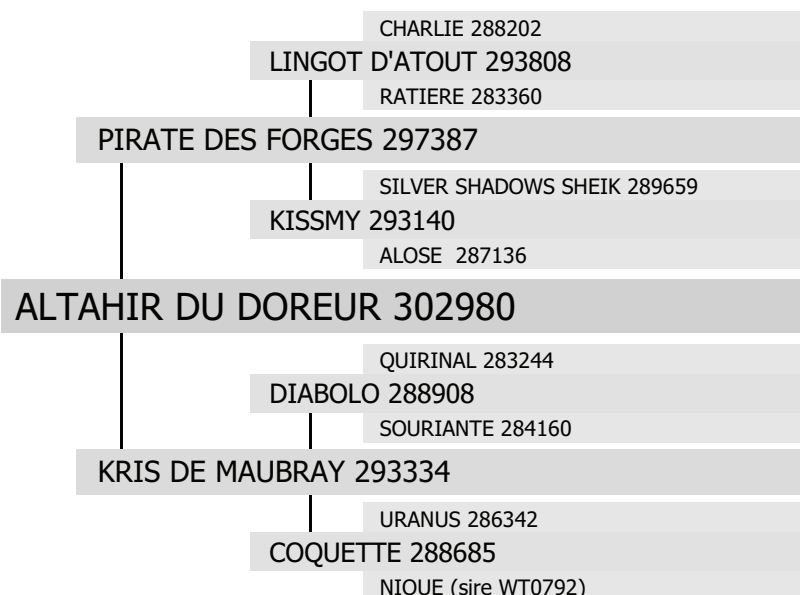 CHARLIE 288202
LINGOT D'ATOUT 293808
RATIERE 283360
PIRATE DES FORGES 297387
SILVER SHADOWS SHEIK 289659
KISSMY 293140
ALOSE  287136
ALTAHIR DU DOREUR 302980
QUIRINAL 283244
DIABOLO 288908
SOURIANTE 284160
KRIS DE MAUBRAY 293334
URANUS 286342
COQUETTE 288685
NIQUE (sire WT0792)